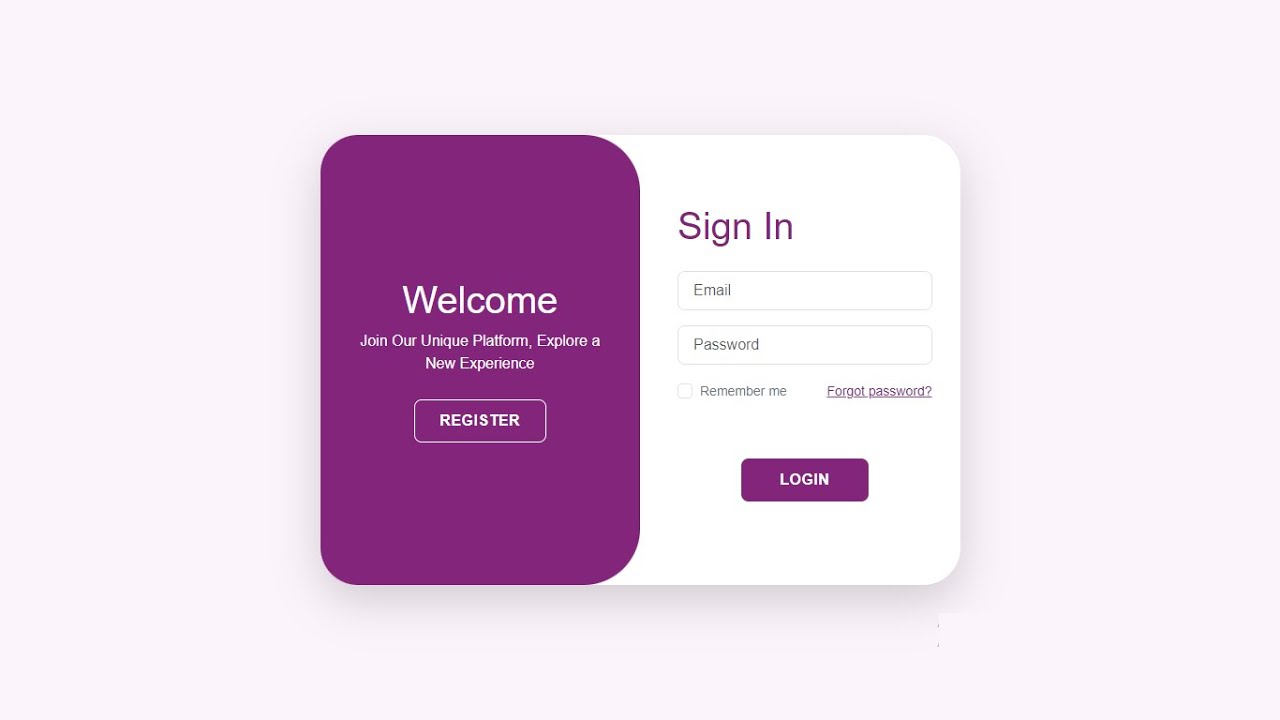 Welcome
Join Our Unique Platform, Explore a
New Experience
REGISTER
Sign In
Email
Password
Remember me
Forgot password?
LOGIN